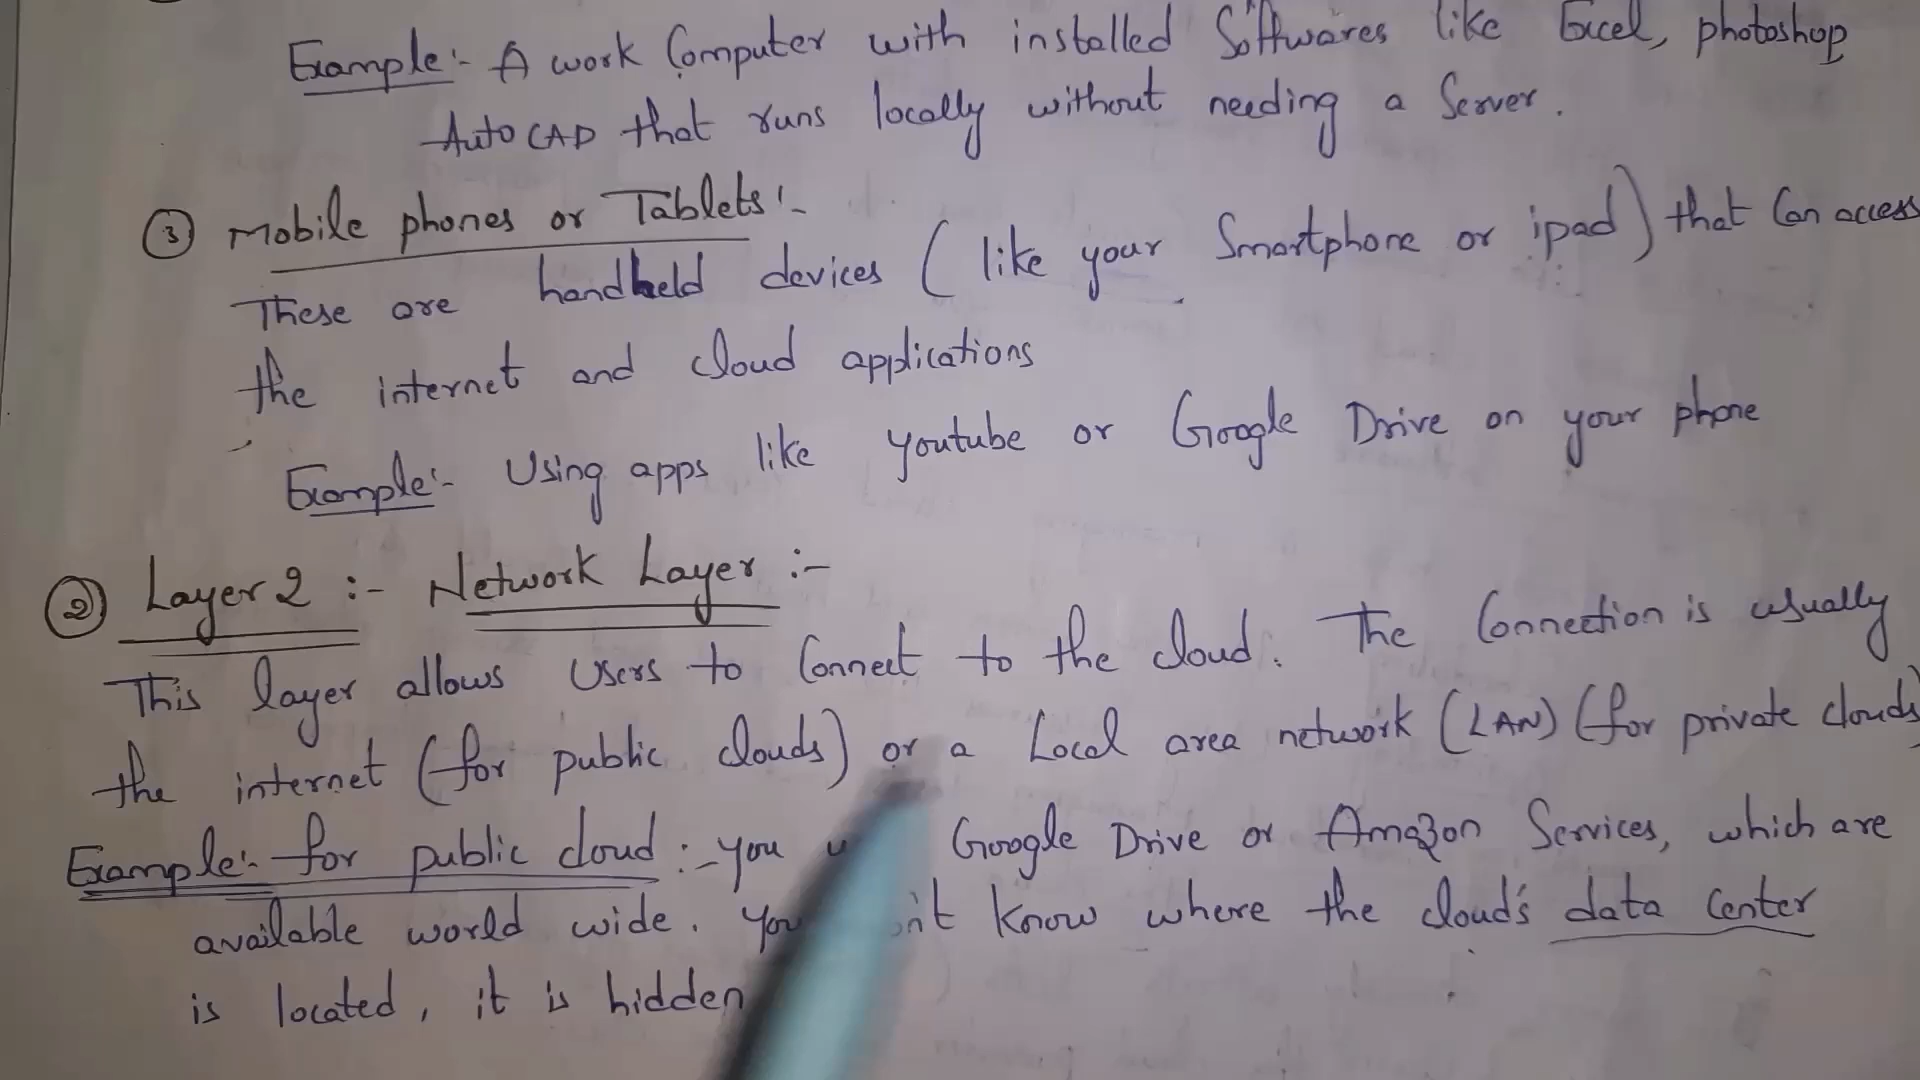 Example:- A work Computer with installed Softwares like Excel, photoshop
AutoCAD that runs locally without needing a Server.
③ Mobile phones or Tablets:-
These are handheld devices (like your Smartphone or ipad) that Can access
the internet and cloud applications
Example:- Using apps like youtube or Google Drive on your phone
② Layer 2 :- Network Layer :-
This layer allows Users to Connect to the cloud. The Connection is usually
the internet (for public clouds) or a Local area network (LAN) (for private clouds)
Example:- for public cloud :- you Google Drive or Amazon Services, which are
available world wide. You know where the cloud's data Center
is located, it is hidden